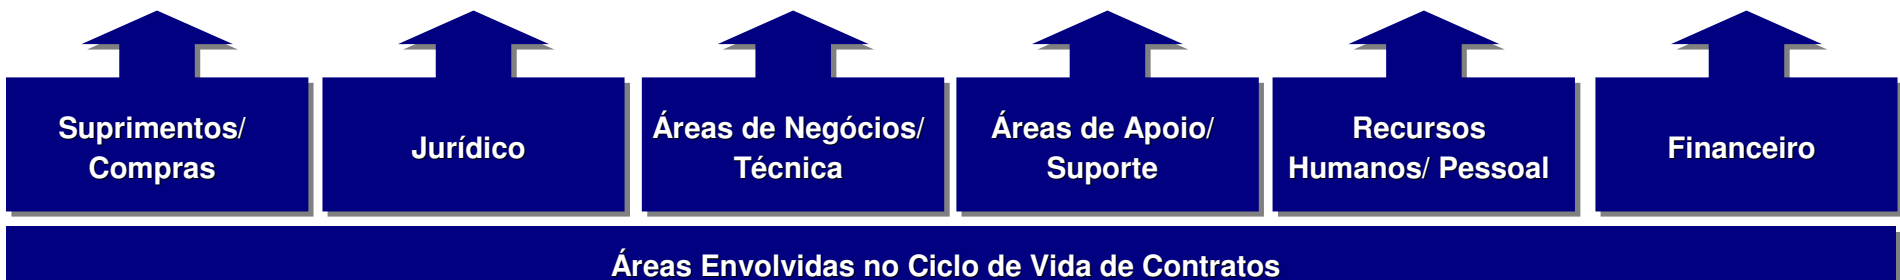 Suprimentos/
Compras
Jurídico
Áreas de Negócios/
Técnica
Áreas de Apoio/
Suporte
Recursos
Humanos/ Pessoal
Financeiro
Áreas Envolvidas no Ciclo de Vida de Contratos